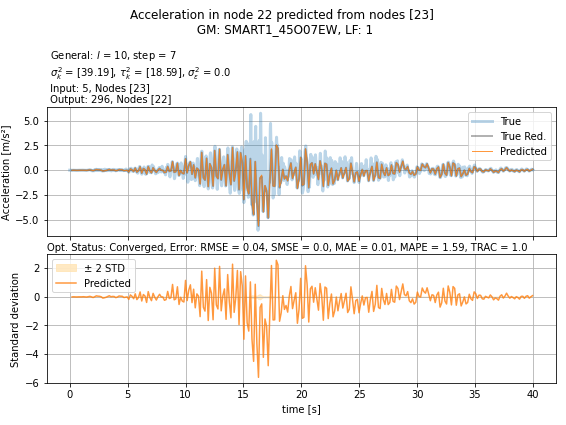 Acceleration in node 22 predicted from nodes [23]
GM: SMART1_45O07EW, LF: 1
General: l = 10, step = 7
σ²ₖ = [39.19], τ²ₖ = [18.59], σ²ε = 0.0
Input: 5, Nodes [23]
Output: 296, Nodes [22]
Acceleration [m/s²]
5.0
2.5
0.0
−2.5
−5.0
True
True Red.
Predicted
Opt. Status: Converged, Error: RMSE = 0.04, SMSE = 0.0, MAE = 0.01, MAPE = 1.59, TRAC = 1.0
Standard deviation
2
0
−2
−4
−6
± 2 STD
Predicted
0 5 10 15 20 25 30 35 40
time [s]